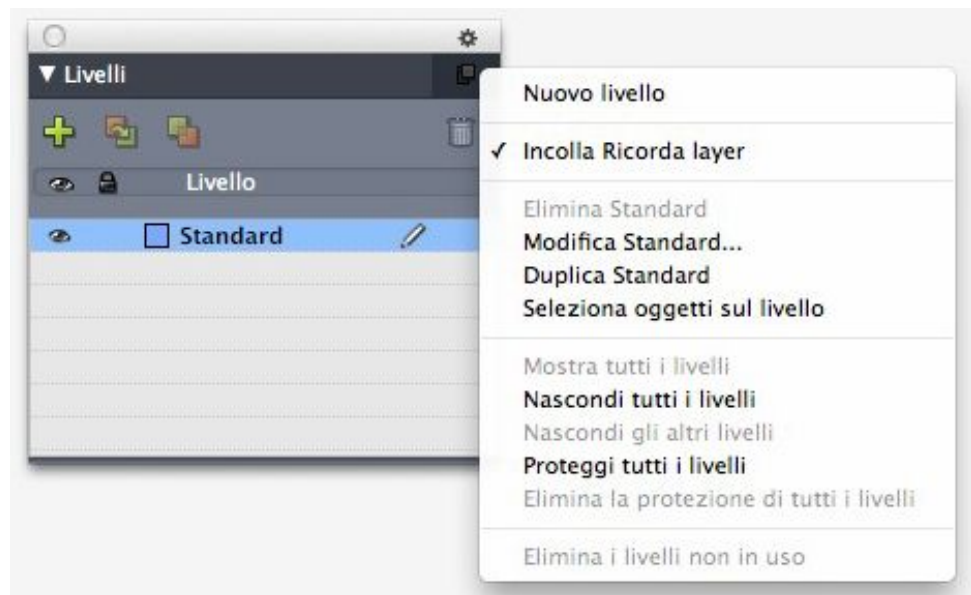 Livelli
Livello
Standard
Nuovo livello
Incolla Ricorda layer
Elimina Standard
Modifica Standard...
Duplica Standard
Seleziona oggetti sul livello
Mostra tutti i livelli
Nascondi tutti i livelli
Nascondi gli altri livelli
Proteggi tutti i livelli
Elimina la protezione di tutti i livelli
Elimina i livelli non in uso